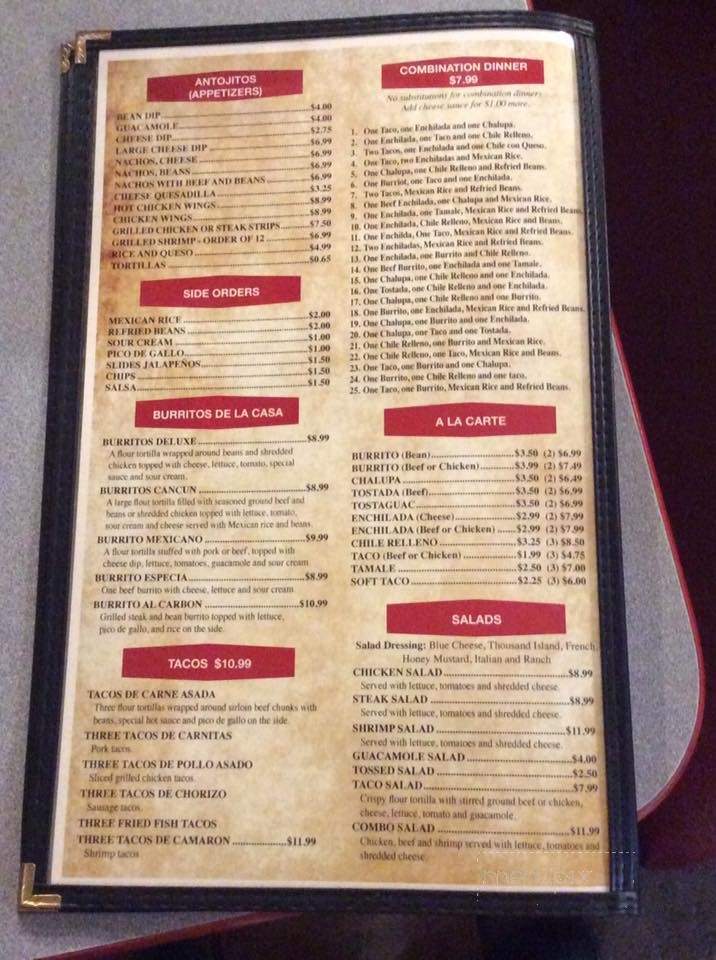 ANTOJITOS
(APPETIZERS)
BEAN DIP $4.00
GUACAMOLE $4.00
CHEESE DIP $2.75
LARGE CHEESE DIP $6.99
NACHOS, CHEESE $6.99
NACHOS, BEANS $6.99
NACHOS WITH BEEF AND BEANS $6.99
CHEESE QUESADILLA $3.25
HOT CHICKEN WINGS $8.99
CHICKEN WINGS $8.99
GRILLED CHICKEN OR STEAK STRIPS $7.50
GRILLED SHRIMP - ORDER OF 12 $6.99
RICE AND QUESO $4.99
TORTILLAS $0.65
SIDE ORDERS
MEXICAN RICE $2.00
REFRIED BEANS $2.00
SOUR CREAM $1.00
PICO DE GALLO $1.00
SLIDES JALAPEÑOS $1.50
CHIPS $1.50
SALSA $1.50
BURRITOS DE LA CASA
BURRITOS DELUXE $8.99
A flour tortilla wrapped around beans and shredded
chicken topped with cheese, lettuce, tomato, special
sauce and sour cream.
BURRITOS CANCUN $8.99
A large flour tortilla filled with seasoned ground beef and
beans or shredded chicken topped with lettuce, tomato,
sour cream and cheese served with Mexican rice and beans.
BURRITO MEXICANO $9.99
A flour tortilla stuffed with pork or beef, topped with
cheese dip, lettuce, tomatoes, guacamole and sour cream
BURRITO ESPECIA $8.99
One beef burrito with cheese, lettuce and sour cream
BURRITO AL CARBON $10.99
Grilled steak and bean burrito topped with lettuce,
pico de gallo, and rice on the side.
TACOS $10.99
TACOS DE CARNE ASADA
Three flour tortillas wrapped around sirloin beef chunks with
beans, special hot sauce and pico de gallo on the side.
THREE TACOS DE CARNITAS
Pork tacos.
THREE TACOS DE POLLO ASADO
Sliced grilled chicken tacos.
THREE TACOS DE CHORIZO
Sausage tacos.
THREE FRIED FISH TACOS
THREE TACOS DE CAMARON $11.99
Shrimp tacos
COMBINATION DINNER
$7.99
No substitutions for combination dinner.
Add cheese sauce for $1.00 more.
1. One Taco, one Enchilada and one Chalupa.
2. One Enchilada, one Taco and one Chile Relleno.
3. Two Tacos, one Enchilada and one Chile con Queso.
4. One Taco, two Enchiladas and Mexican Rice.
5. One Chalupa, one Chile Relleno and Refried Beans.
6. One Burriot, one Taco and one Enchilada.
7. Two Tacos, Mexican Rice and Refried Beans.
8. One Beef Enchilada, one Chalupa and Mexican Rice.
9. One Enchilada, one Tamale, Mexican Rice and Refried Beans.
10. One Enchilada, Chile Relleno, Mexican Rice and Beans.
11. One Enchilda, One Taco, Mexican Rice and Refried Beans.
12. Two Enchiladas, Mexican Rice and Refried Beans.
13. One Enchilada, one Burrito and Chile Relleno.
14. One Beef Burrito, one Enchilada and one Tamale.
15. One Chalupa, one Chile Relleno and one Enchilada.
16. One Tostada, one Chile Relleno and one Enchilada.
17. One Chalupa, one Chile Relleno and one Burrito.
18. One Burrito, one Enchilada, Mexican Rice and Refried Beans.
19. One Chalupa, one Burrito and one Enchilada.
20. One Chalupa, one Taco and one Tostada.
21. One Chile Relleno, one Burrito and Mexican Rice.
22. One Chile Relleno, one Taco, Mexican Rice and Beans.
23. One Taco, one Burrito and one Chalupa.
24. One Burrito, one Chile Relleno and one taco.
25. One Taco, one Burrito, Mexican Rice and Refried Beans.
A LA CARTE
BURRITO (Bean) $3.50 (2) $6.99
BURRITO (Beef or Chicken) $3.99 (2) $7.49
CHALUPA $3.50 (2) $6.49
TOSTADA (Beef) $3.50 (2) $6.99
TOSTAGUAC $3.50 (2) $6.99
ENCHILADA (Cheese) $2.99 (2) $7.99
ENCHILADA (Beef or Chicken) $2.99 (2) $7.99
CHILE RELLENO $3.25 (3) $8.50
TACO (Beef or Chicken) $1.99 (3) $4.75
TAMALE $2.50 (3) $7.00
SOFT TACO $2.25 (3) $6.00
SALADS
Salad Dressing: Blue Cheese, Thousand Island, French,
Honey Mustard, Italian and Ranch
CHICKEN SALAD $8.99
Served with lettuce, tomatoes and shredded cheese.
STEAK SALAD $8.99
Served with lettuce, tomatoes and shredded cheese.
SHRIMP SALAD $11.99
Served with lettuce, tomatoes and shredded cheese.
GUACAMOLE SALAD $4.00
TOSSED SALAD $2.50
TACO SALAD $7.99
Crispy flour tortilla with stirred ground beef or chicken,
cheese, lettuce, tomato and guacamole.
COMBO SALAD $11.99
Chicken, beef and shrimp served with lettuce, tomatoes and
shredded cheese.